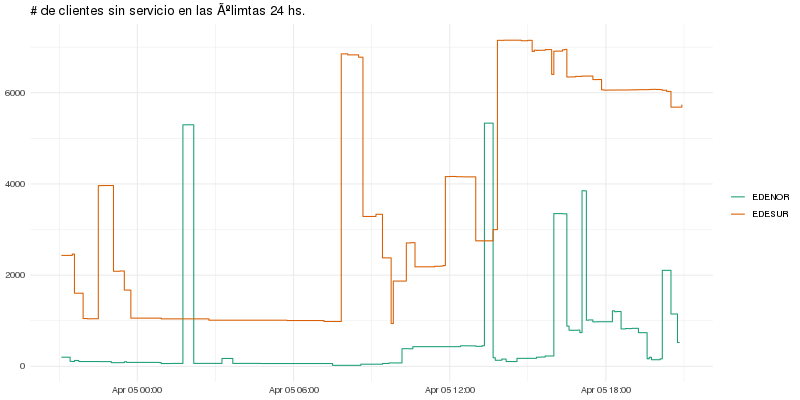 # de clientes sin servicio en las Ãºlimtas 24 hs.
6000
4000
2000
0
Apr 05 00:00
Apr 05 06:00
Apr 05 12:00
Apr 05 18:00
EDENOR
EDESUR